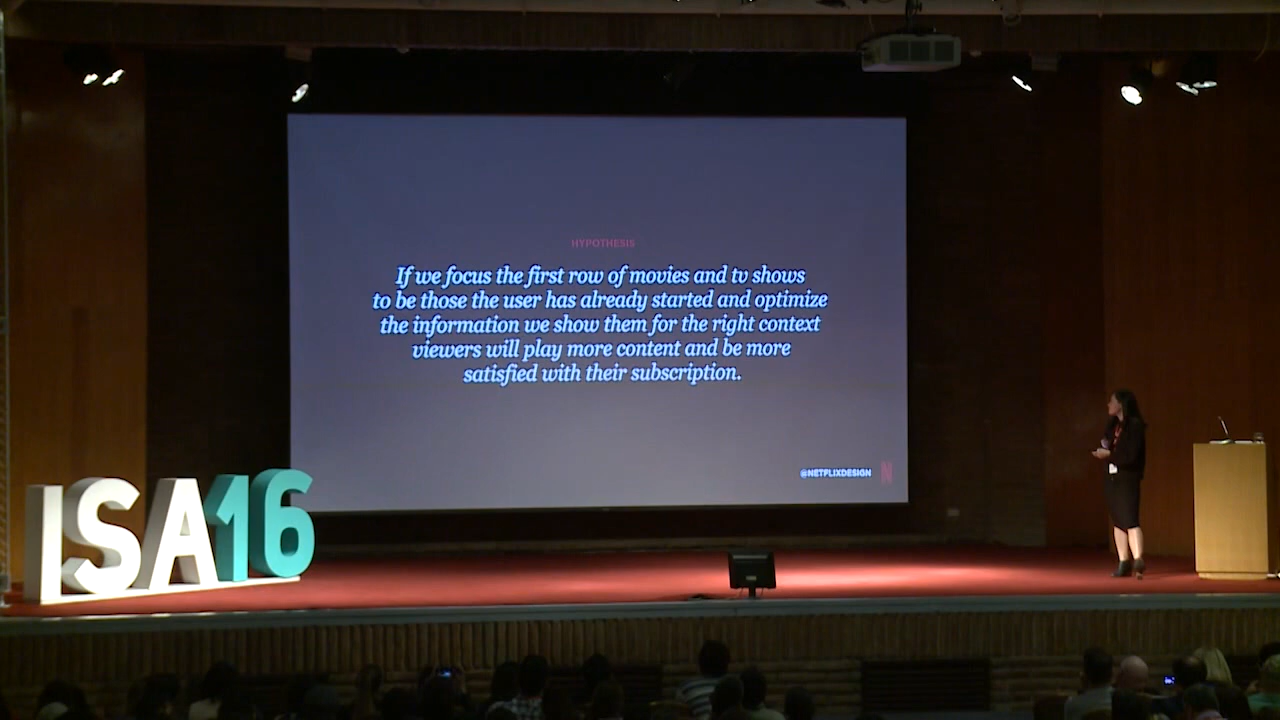 HYPOTHESIS
If we focus the first row of movies and tv shows
to be those the user has already started and optimize
the information we show them for the right context
viewers will play more content and be more
satisfied with their subscription.
@NETFLIXDESIGN
N
ISA16